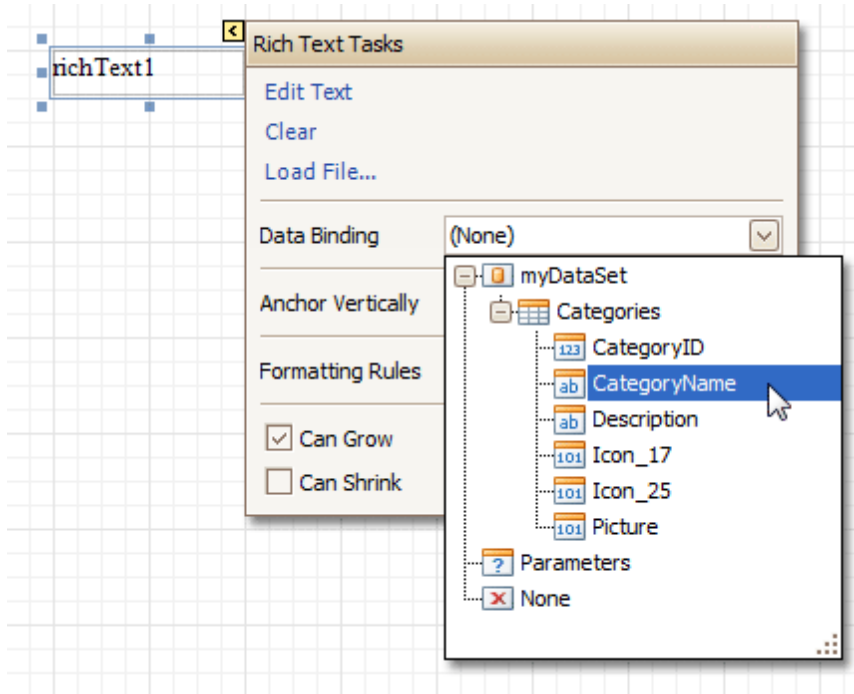 richText1
Rich Text Tasks
Edit Text
Clear
Load File...
Data Binding (None)
Anchor Vertically
Formatting Rules
Can Grow
Can Shrink
myDataSet
Categories
123 CategoryID
ab CategoryName
ab Description
101 Icon_17
101 Icon_25
101 Picture
? Parameters
None